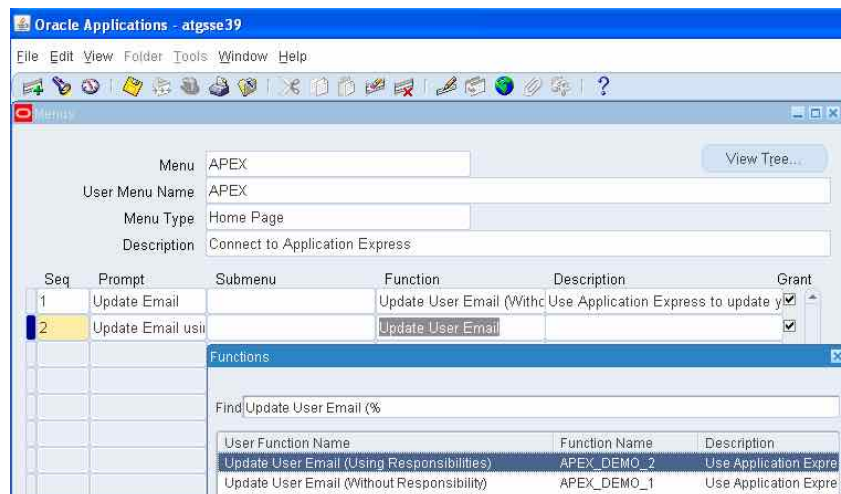 Oracle Applications - atgsse39
File Edit View Folder Tools Window Help
Menus
Menu APEX View Tree...
User Menu Name APEX
Menu Type Home Page
Description Connect to Application Express
Seq Prompt Submenu Function Description Grant
1 Update Email Update User Email (Witho Use Application Express to update y
2 Update Email usin Update User Email
Functions
Find Update User Email (%
User Function Name Function Name Description
Update User Email (Using Responsibilities) APEX_DEMO_2 Use Application Expre
Update User Email (Without Responsibility) APEX_DEMO_1 Use Application Expre